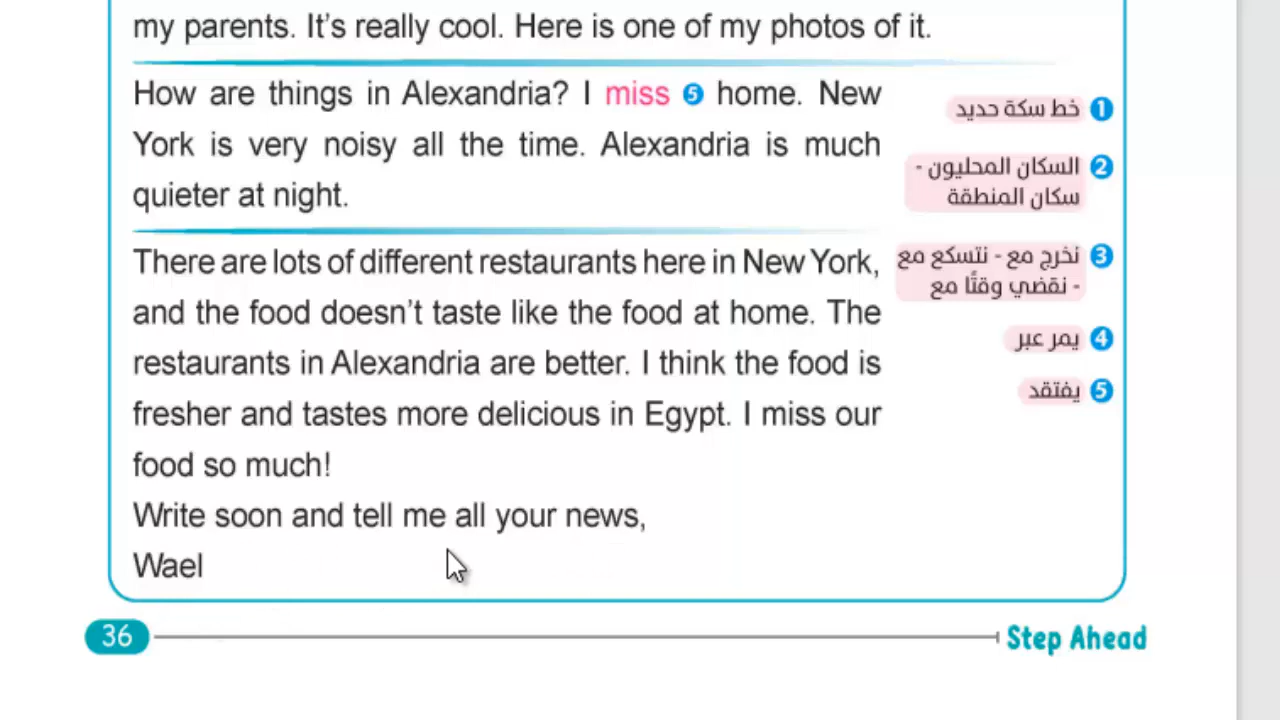 my parents. It's really cool. Here is one of my photos of it.
How are things in Alexandria? I miss 5 home. New
York is very noisy all the time. Alexandria is much
quieter at night.
There are lots of different restaurants here in New York,
and the food doesn't taste like the food at home. The
restaurants in Alexandria are better. I think the food is
fresher and tastes more delicious in Egypt. I miss our
food so much!
Write soon and tell me all your news,
Wael
1 خط سكة حديد
2 السكان المحليون -
سكان المنطقة
3 نخرج مع - نتسكع مع
- نقضي وقتًا مع
4 يمر عبر
5 يفتقد
36
Step Ahead